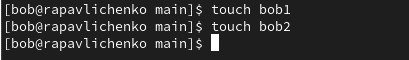 [bob@rapavlichenko main]$ touch bob1
[bob@rapavlichenko main]$ touch bob2
[bob@rapavlichenko main]$